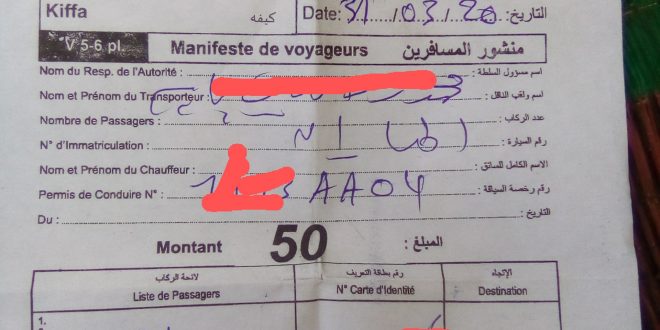 Kiffa كيفه Date: 31/03/20 التاريخ:
V 5-6 pl. Manifeste de voyageurs منشور المسافرين
Nom du Resp. de l'Autorité : اسم مسؤول السلطة :
Nom et Prénom du Transporteur : اسم ولقب الناقل :
Nombre de Passagers : عدد الركاب :
N° d'Immatriculation : رقم السيارة :
Nom et Prénom du Chauffeur : الاسم الكامل للسائق :
Permis de Conduire N° : AA04 رقم رخصة السياقة :
Du : التاريخ :
Montant 50 المبلغ :
لائحة الركاب رقم بطاقة التعريف الإتجاه
Liste de Passagers N° Carte d'Identité Destination
1.